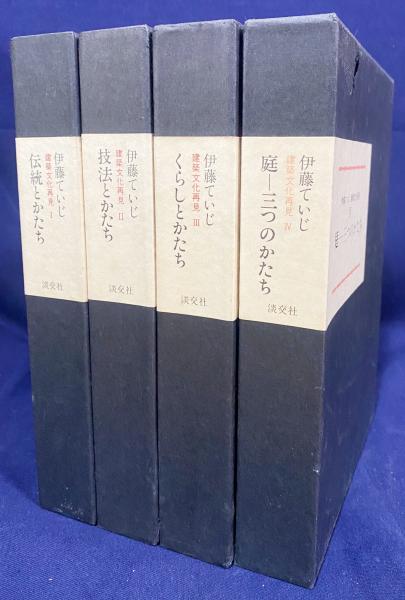 伊藤ていじ
建築文化再見 I
伝統とかたち
淡交社
伊藤ていじ
建築文化再見 II
技法とかたち
淡交社
伊藤ていじ
建築文化再見 III
くらしとかたち
淡交社
伊藤ていじ
建築文化再見 IV
庭―三つのかたち
淡交社